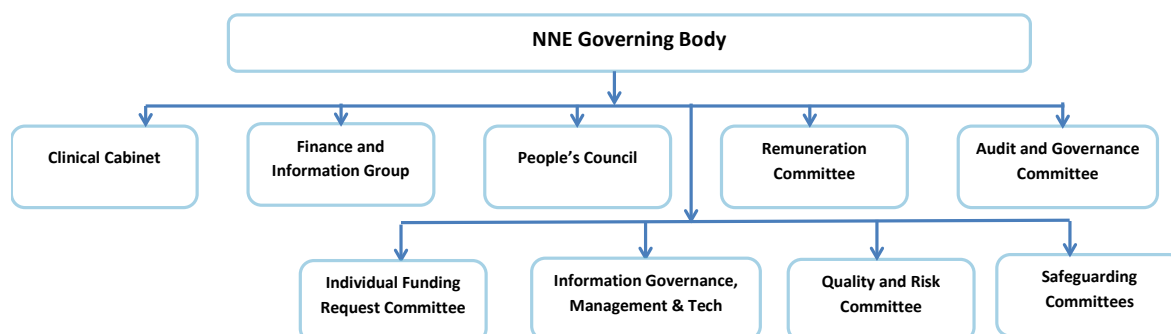 NNE Governing Body
Clinical Cabinet
Finance and
Information Group
People’s Council
Remuneration
Committee
Audit and Governance
Committee
Individual Funding
Request Committee
Information Governance,
Management & Tech
Quality and Risk
Committee
Safeguarding
Committees